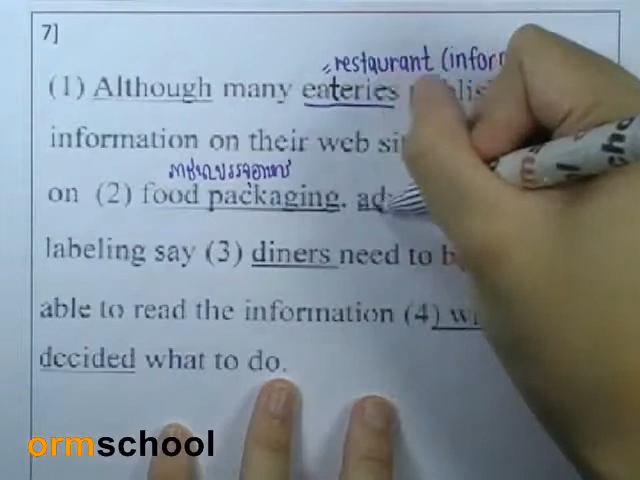 7]
= restaurant (infor
(1) Although many eateries
information on their web
ภาชนะบรรจุอาหาร
on (2) food packaging. ad
labeling say (3) diners need to
able to read the information (4)
decided what to do.
ormschool